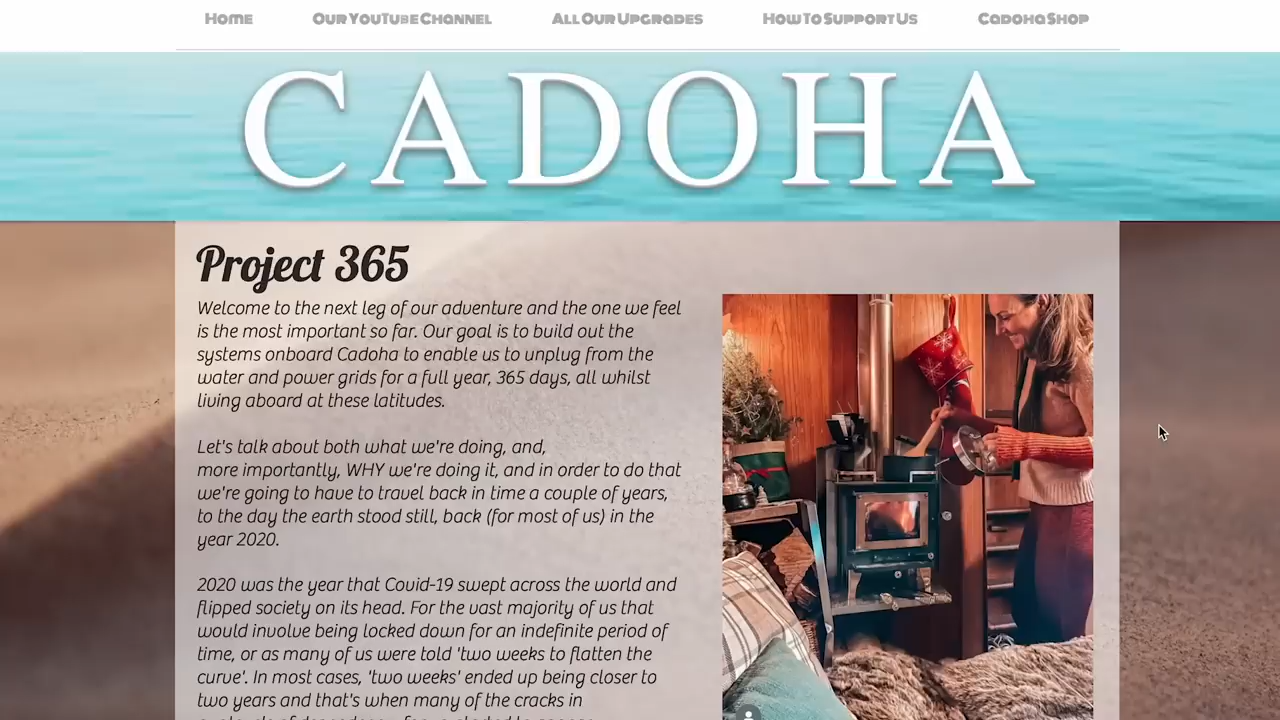 Home Our YouTube Channel All Our Upgrades How To Support Us Cadoha Shop
CADOHA
Project 365
Welcome to the next leg of our adventure and the one we feel
is the most important so far. Our goal is to build out the
systems onboard Cadoha to enable us to unplug from the
water and power grids for a full year, 365 days, all whilst
living aboard at these latitudes.
Let's talk about both what we're doing, and,
more importantly, WHY we're doing it, and in order to do that
we're going to have to travel back in time a couple of years,
to the day the earth stood still, back (for most of us) in the
year 2020.
2020 was the year that Covid-19 swept across the world and
flipped society on its head. For the vast majority of us that
would involve being locked down for an indefinite period of
time, or as many of us were told 'two weeks to flatten the
curve'. In most cases, 'two weeks' ended up being closer to
two years and that's when many of the cracks in